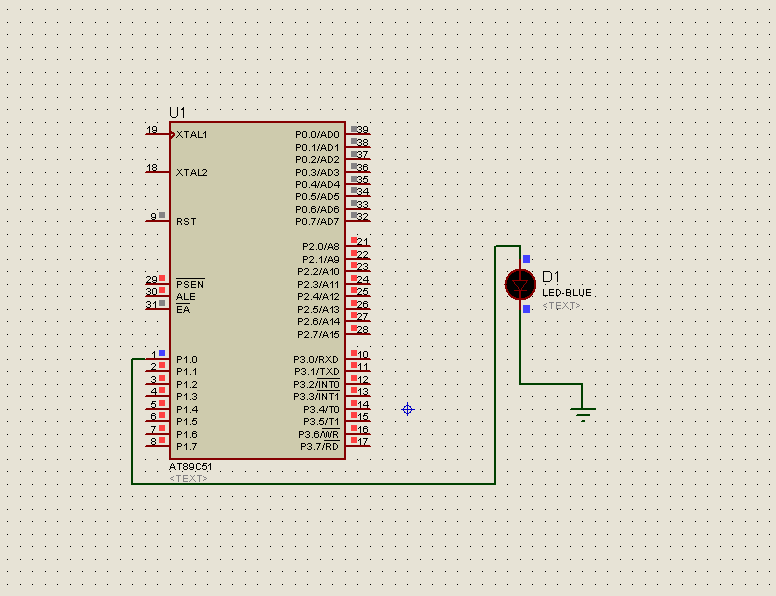 U1
19 XTAL1
18 XTAL2
9 RST
29 PSEN
30 ALE
31 EA
1 P1.0
2 P1.1
3 P1.2
4 P1.3
5 P1.4
6 P1.5
7 P1.6
8 P1.7
P0.0/AD0 39
P0.1/AD1 38
P0.2/AD2 37
P0.3/AD3 36
P0.4/AD4 35
P0.5/AD5 34
P0.6/AD6 33
P0.7/AD7 32
P2.0/A8 21
P2.1/A9 22
P2.2/A10 23
P2.3/A11 24
P2.4/A12 25
P2.5/A13 26
P2.6/A14 27
P2.7/A15 28
P3.0/RXD 10
P3.1/TXD 11
P3.2/INT0 12
P3.3/INT1 13
P3.4/T0 14
P3.5/T1 15
P3.6/WR 16
P3.7/RD 17
AT89C51
<TEXT>
D1
LED-BLUE
<TEXT>